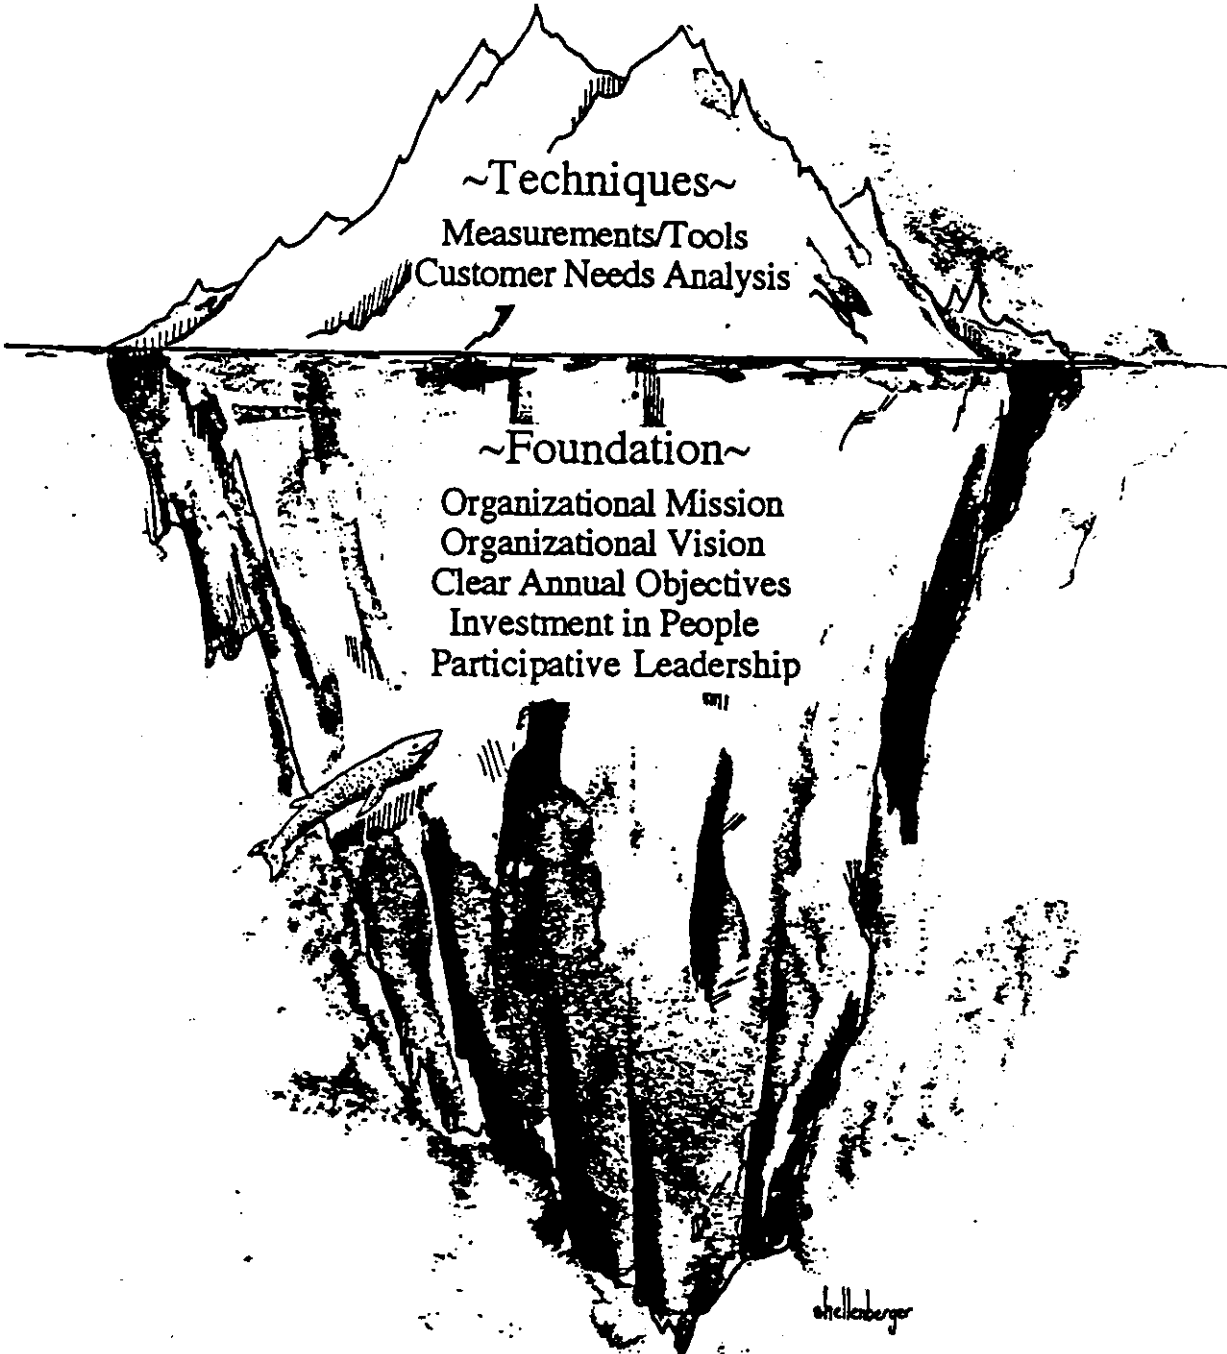 ~Techniques~
Measurements/Tools
Customer Needs Analysis
~Foundation~
Organizational Mission
Organizational Vision
Clear Annual Objectives
Investment in People
Participative Leadership
shellenberger